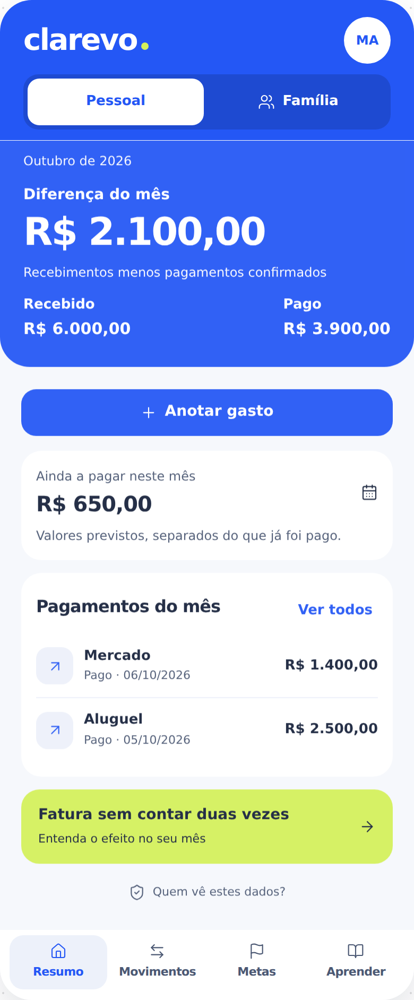 clarevo.
MA
Pessoal
Família
Outubro de 2026
Diferença do mês
R$ 2.100,00
Recebimentos menos pagamentos confirmados
Recebido
R$ 6.000,00
Pago
R$ 3.900,00
Anotar gasto
Ainda a pagar neste mês
R$ 650,00
Valores previstos, separados do que já foi pago.
Pagamentos do mês
Ver todos
Mercado
Pago · 06/10/2026
R$ 1.400,00
Aluguel
Pago · 05/10/2026
R$ 2.500,00
Fatura sem contar duas vezes
Entenda o efeito no seu mês
Quem vê estes dados?
Resumo
Movimentos
Metas
Aprender